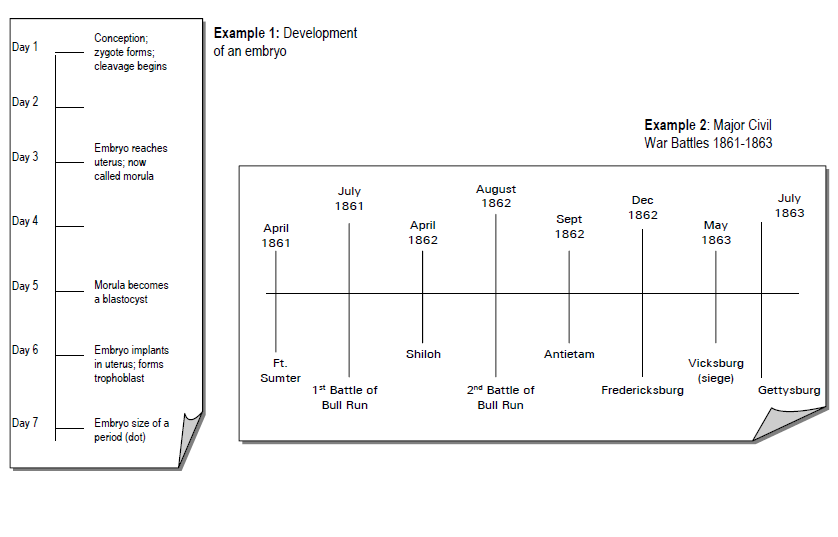 Example 1: Development
of an embryo
Day 1
Conception;
zygote forms;
cleavage begins
Day 2
Day 3
Embryo reaches
uterus; now
called morula
Day 4
Day 5
Morula becomes
a blastocyst
Day 6
Embryo implants
in uterus; forms
trophoblast
Day 7
Embryo size of a
period (dot)
Example 2: Major Civil
War Battles 1861-1863
April
1861
Ft.
Sumter
July
1861
1st Battle of
Bull Run
April
1862
Shiloh
August
1862
2nd Battle of
Bull Run
Sept
1862
Antietam
Dec
1862
Fredericksburg
May
1863
Vicksburg
(siege)
July
1863
Gettysburg